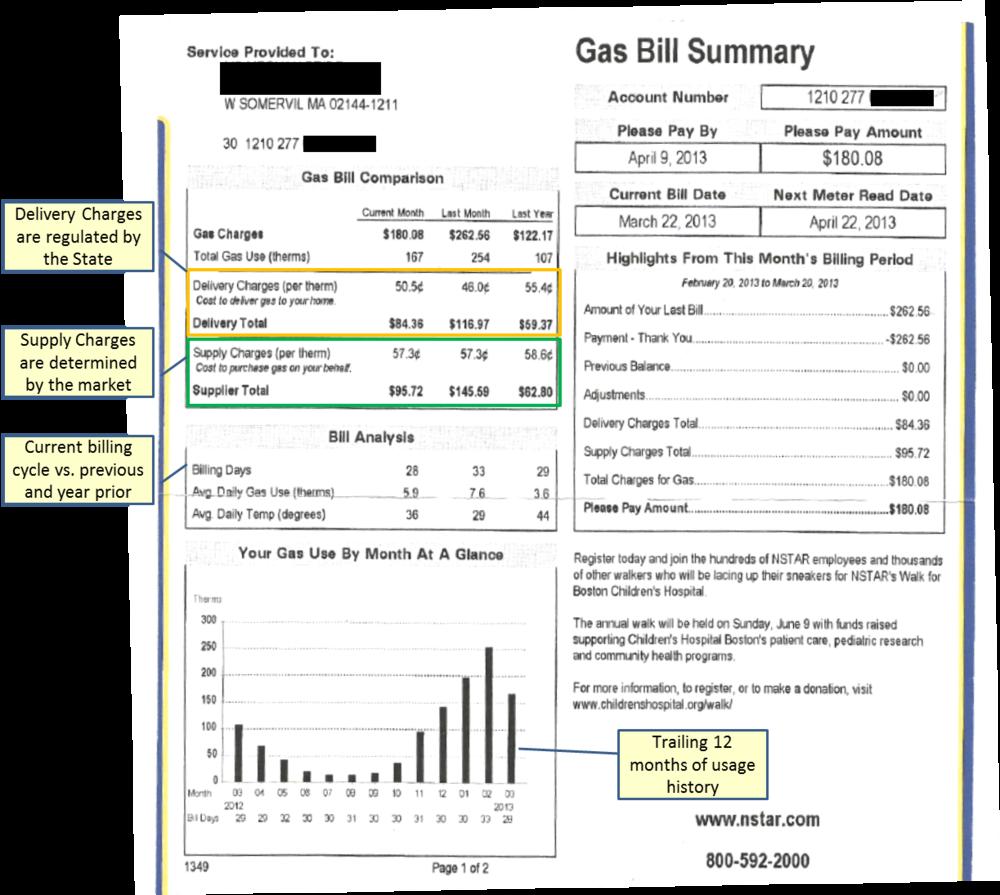 Service Provided To:
W SOMERVIL MA 02144-1211
30 1210 277
Gas Bill Summary
Account Number 1210 277
Please Pay By Please Pay Amount
April 9, 2013 $180.08
Current Bill Date Next Meter Read Date
March 22, 2013 April 22, 2013
Gas Bill Comparison
Current Month Last Month Last Year
Gas Charges $180.08 $262.56 $122.17
Total Gas Use (therms) 167 254 107
Delivery Charges (per therm) 50.5¢ 46.0¢ 55.4¢
Cost to deliver gas to your home.
Delivery Total $84.36 $116.97 $59.37
Supply Charges (per therm) 57.3¢ 57.3¢ 58.6¢
Cost to purchase gas on your behalf.
Supplier Total $95.72 $145.59 $62.80
Delivery Charges
are regulated by
the State
Supply Charges
are determined
by the market
Current billing
cycle vs. previous
and year prior
Bill Analysis
Billing Days 28 33 29
Avg. Daily Gas Use (therms) 5.9 7.6 3.6
Avg. Daily Temp (degrees) 36 29 44
Your Gas Use By Month At A Glance
Therms
300
250
200
150
100
50
0
Month 03 04 05 06 07 08 09 10 11 12 01 02 03
2012 2013
Bill Days 29 29 32 30 30 31 30 30 31 30 30 33 28
1349 Page 1 of 2
Highlights From This Month's Billing Period
February 20, 2013 to March 20, 2013
Amount of Your Last Bill $262.56
Payment - Thank You -$262.56
Previous Balance $0.00
Adjustments $0.00
Delivery Charges Total $84.36
Supply Charges Total $95.72
Total Charges for Gas $180.08
Please Pay Amount $180.08
Register today and join the hundreds of NSTAR employees and thousands
of other walkers who will be lacing up their sneakers for NSTAR's Walk for
Boston Children's Hospital.
The annual walk will be held on Sunday, June 9 with funds raised
supporting Children's Hospital Boston's patient care, pediatric research
and community health programs.
For more information, to register, or to make a donation, visit
www.childrenshospital.org/walk/
Trailing 12
months of usage
history
www.nstar.com
800-592-2000